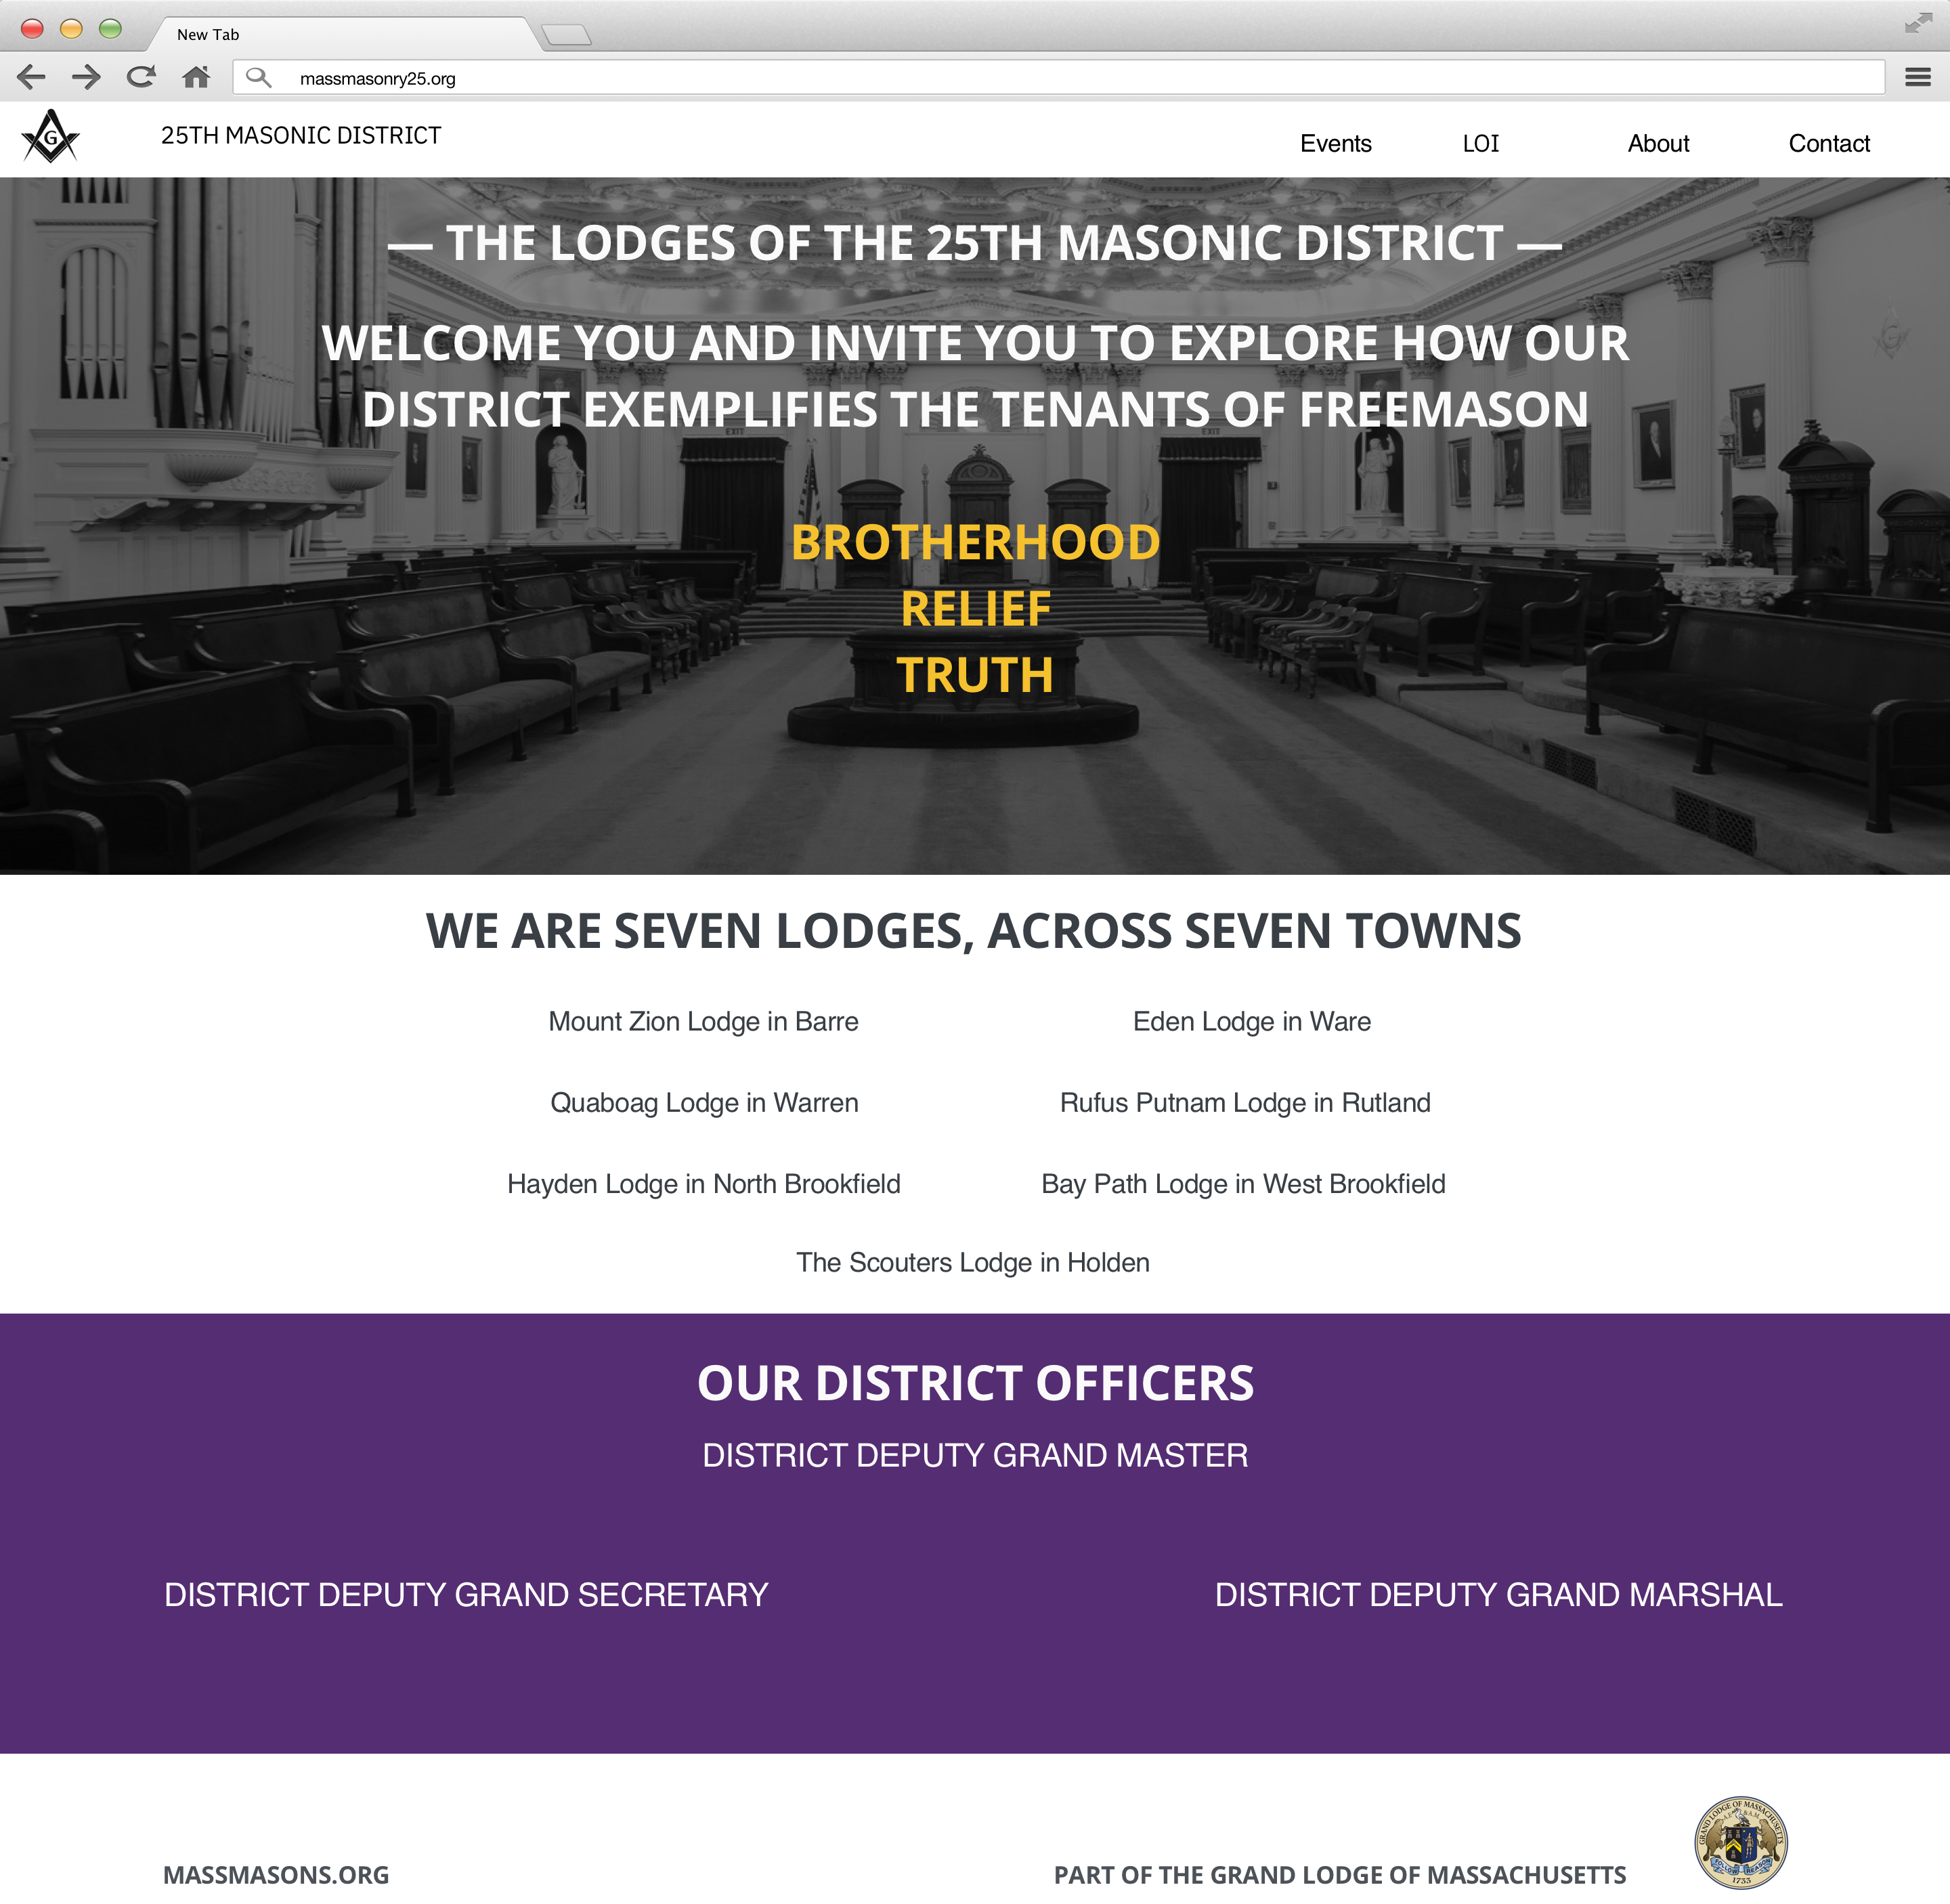 New Tab
massmasonry25.org
G
25TH MASONIC DISTRICT
Events LOI About Contact
— THE LODGES OF THE 25TH MASONIC DISTRICT —
WELCOME YOU AND INVITE YOU TO EXPLORE HOW OUR
DISTRICT EXEMPLIFIES THE TENANTS OF FREEMASON
EXIT EXIT
BROTHERHOOD
RELIEF
TRUTH
WE ARE SEVEN LODGES, ACROSS SEVEN TOWNS
Mount Zion Lodge in Barre Eden Lodge in Ware
Quaboag Lodge in Warren Rufus Putnam Lodge in Rutland
Hayden Lodge in North Brookfield Bay Path Lodge in West Brookfield
The Scouters Lodge in Holden
OUR DISTRICT OFFICERS
DISTRICT DEPUTY GRAND MASTER
DISTRICT DEPUTY GRAND SECRETARY DISTRICT DEPUTY GRAND MARSHAL
GRAND LODGE OF MASSACHUSETTS
A.F. & A.M.
FOLLOW REASON
1733
MASSMASONS.ORG PART OF THE GRAND LODGE OF MASSACHUSETTS